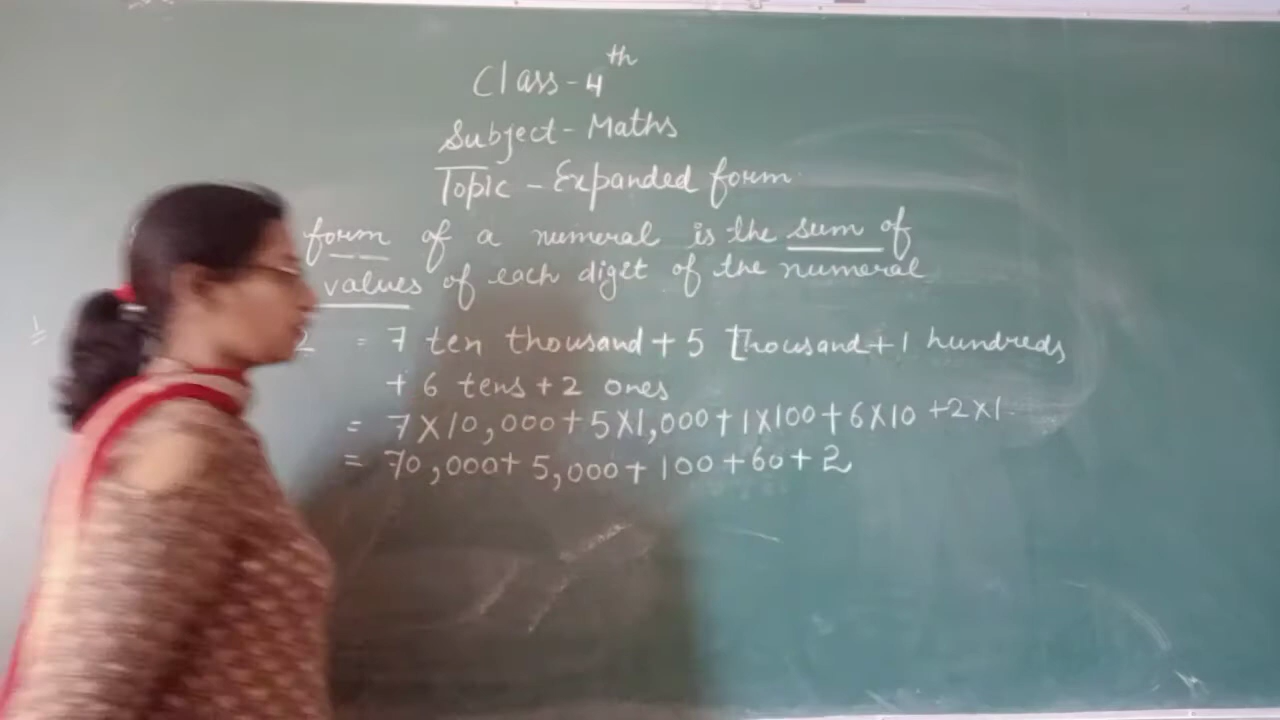 Class-4th
Subject-Maths
Topic - Expanded form.
form of a numeral is the sum of
values of each digit of the numeral
2 = 7 ten thousand + 5 Thousand + 1 hundreds
+ 6 tens + 2 ones
= 7×10,000+5×1,000+1×100+6×10+2×1.
= 70,000+5,000+100+60+2